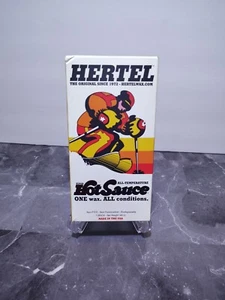 HERTEL
THE ORIGINAL SINCE 1972 - HERTELWAX.COM
ALL-TEMPERATURE
Hot Sauce
ONE wax. ALL conditions.
MADE IN THE USA